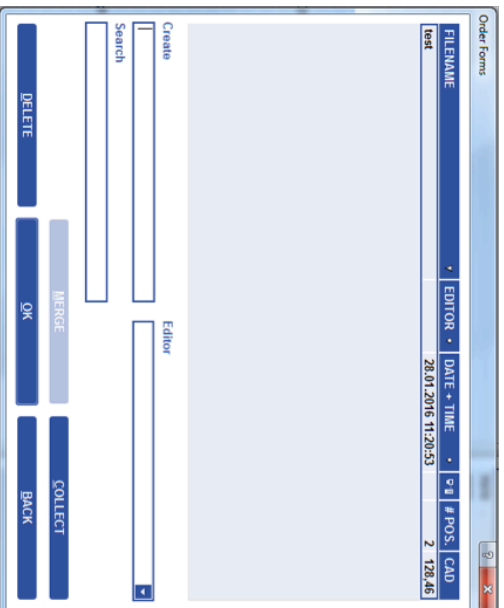 Order Forms
FILENAME EDITOR DATE + TIME # POS. CAD
test 28.01.2016 11:20:53 2 128,46
Create Editor
Search
MERGE COLLECT
DELETE OK BACK